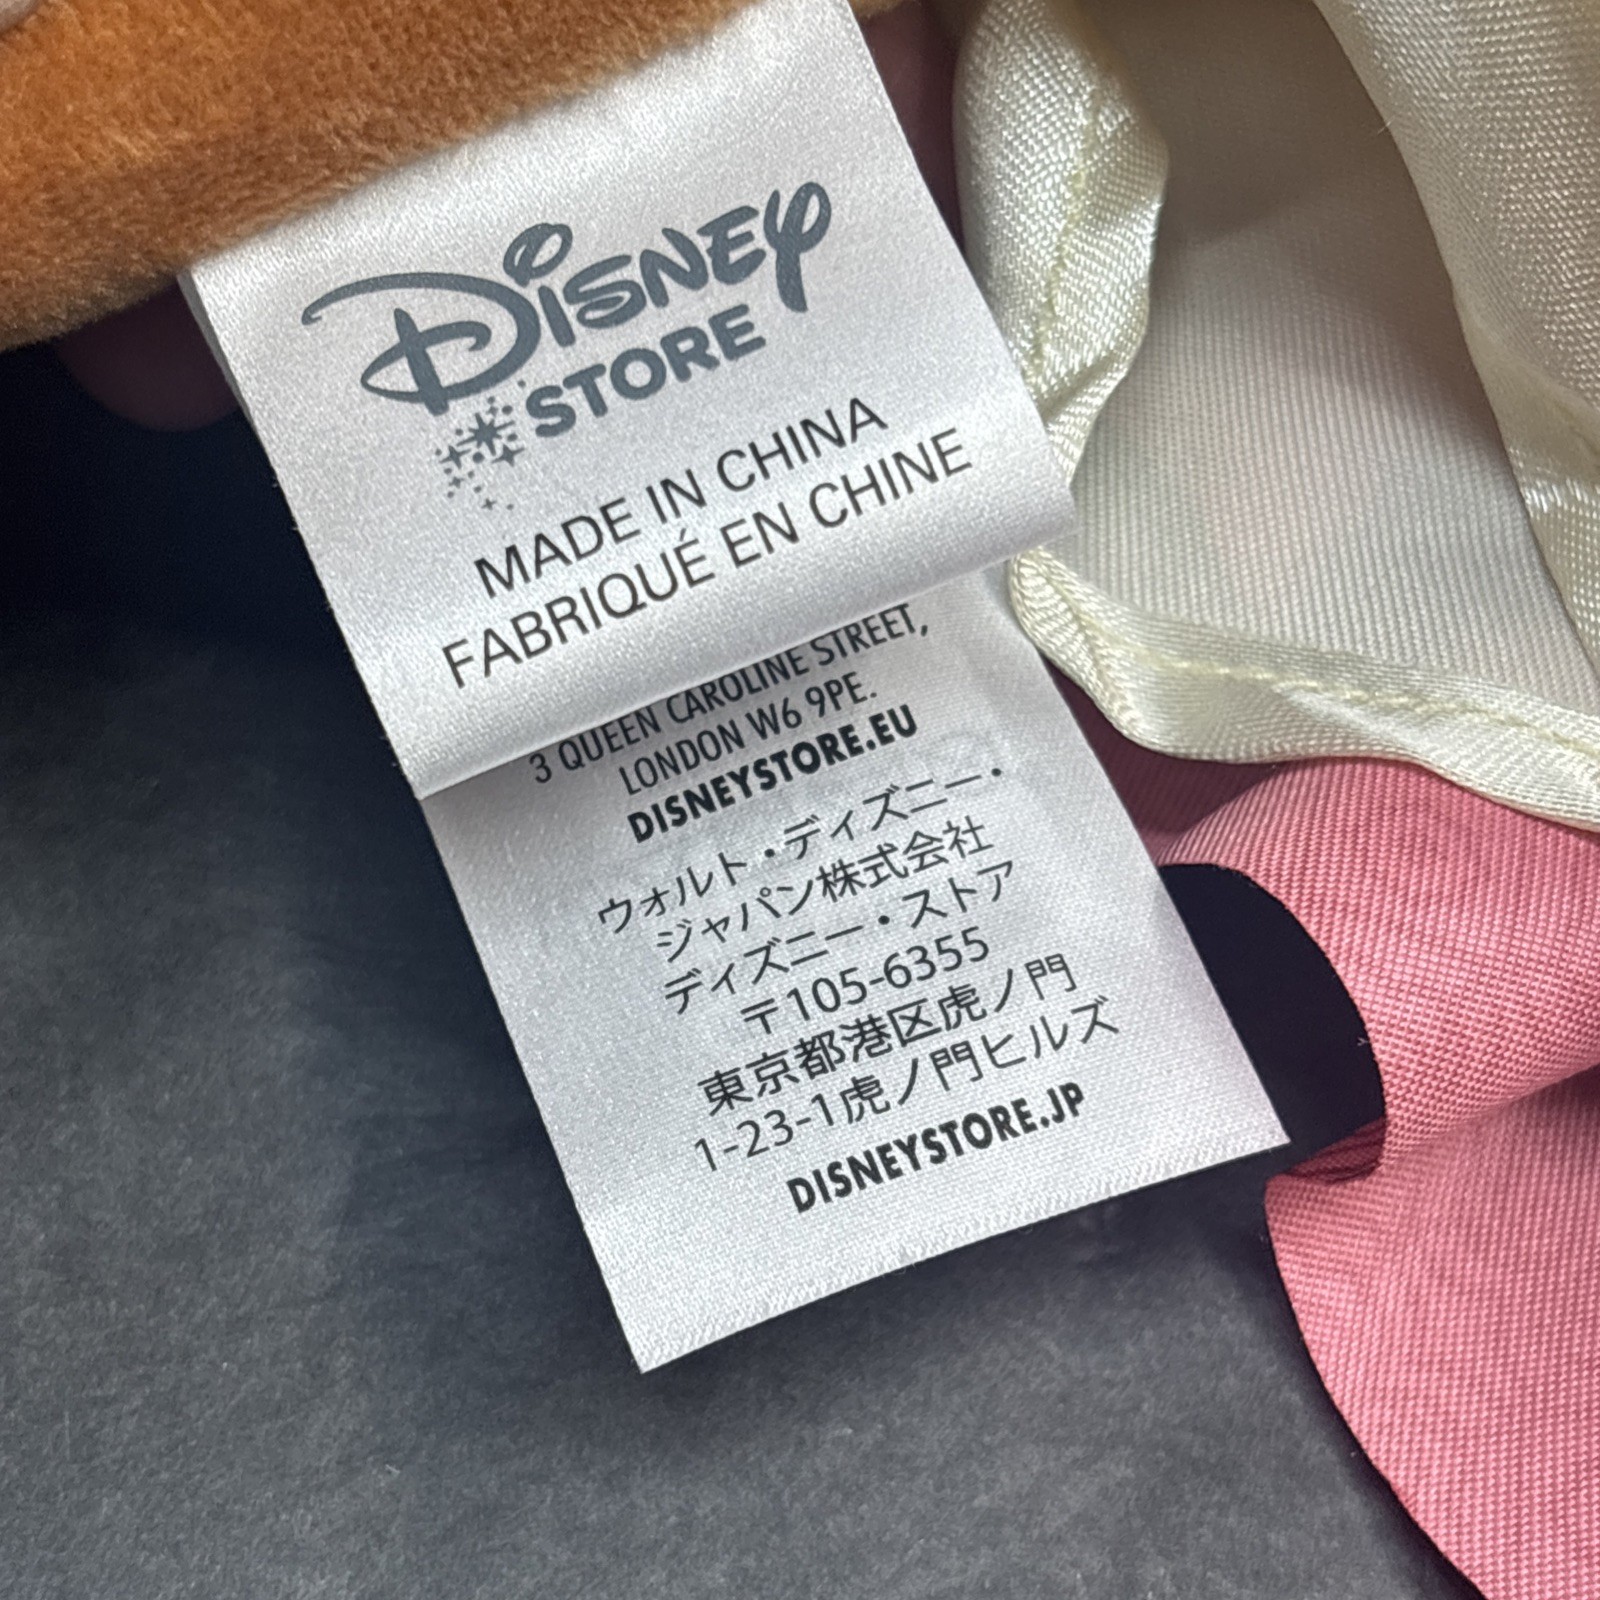 Disney
STORE
MADE IN CHINA
FABRIQUÉ EN CHINE
3 QUEEN CAROLINE STREET,
LONDON W6 9PE.
DISNEYSTORE.EU
ウォルト・ディズニー・
ジャパン株式会社
ディズニー・ストア
〒105-6355
東京都港区虎ノ門
1-23-1虎ノ門ヒルズ
DISNEYSTORE.JP